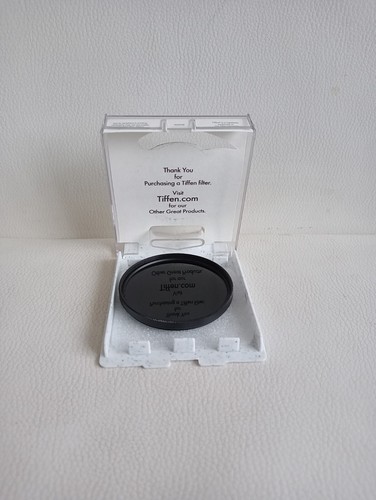 Thank You
for
Purchasing a Tiffen filter.
Visit
Tiffen.com
for our
Other Great Products.